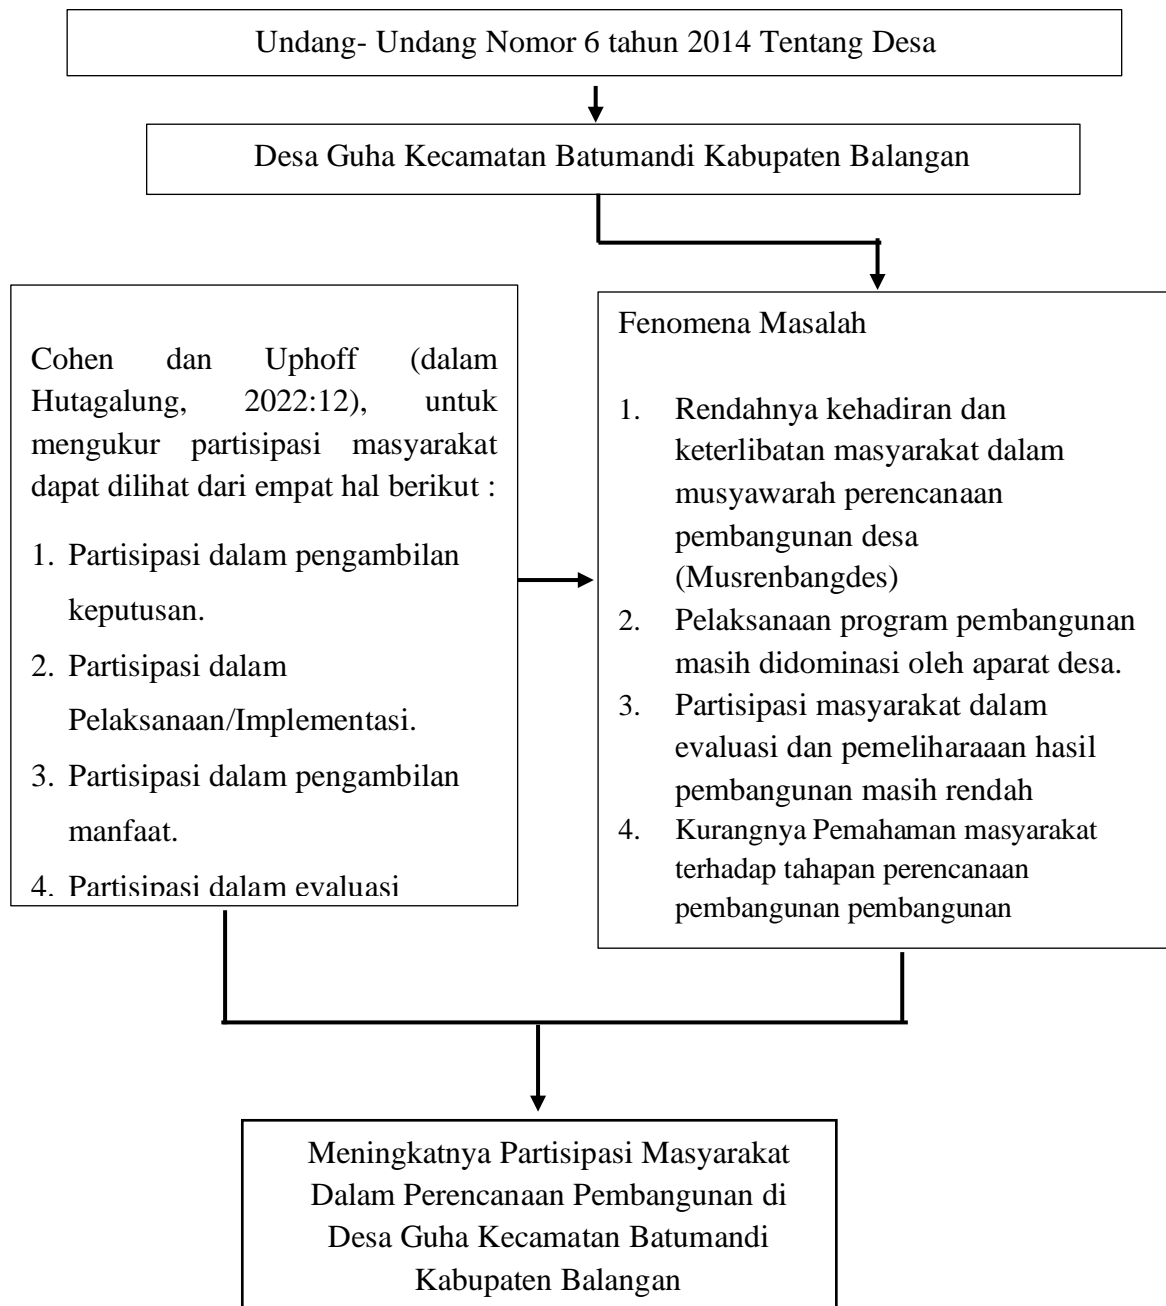 Undang- Undang Nomor 6 tahun 2014 Tentang Desa
Desa Guha Kecamatan Batumandi Kabupaten Balangan
Cohen dan Uphoff (dalam
Hutagalung, 2022:12), untuk
mengukur partisipasi masyarakat
dapat dilihat dari empat hal berikut :
1. Partisipasi dalam pengambilan
keputusan.
2. Partisipasi dalam
Pelaksanaan/Implementasi.
3. Partisipasi dalam pengambilan
manfaat.
4. Partisipasi dalam evaluasi
Fenomena Masalah
1. Rendahnya kehadiran dan
keterlibatan masyarakat dalam
musyawarah perencanaan
pembangunan desa
(Musrenbangdes)
2. Pelaksanaan program pembangunan
masih didominasi oleh aparat desa.
3. Partisipasi masyarakat dalam
evaluasi dan pemeliharaaan hasil
pembangunan masih rendah
4. Kurangnya Pemahaman masyarakat
terhadap tahapan perencanaan
pembangunan pembangunan
Meningkatnya Partisipasi Masyarakat
Dalam Perencanaan Pembangunan di
Desa Guha Kecamatan Batumandi
Kabupaten Balangan